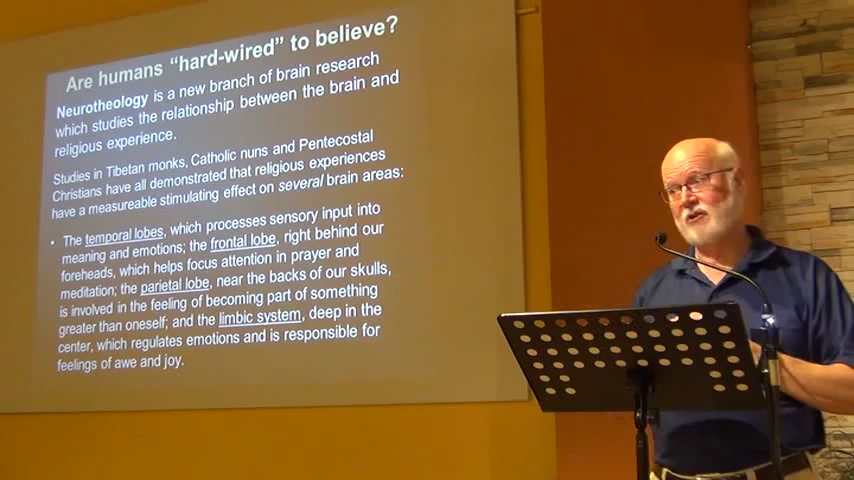 Are humans “hard-wired” to believe?
Neurotheology is a new branch of brain research
which studies the relationship between the brain and
religious experience.
Studies in Tibetan monks, Catholic nuns and Pentecostal
Christians have all demonstrated that religious experiences
have a measureable stimulating effect on several brain areas:
• The temporal lobes, which processes sensory input into
meaning and emotions; the frontal lobe, right behind our
foreheads, which helps focus attention in prayer and
meditation; the parietal lobe, near the backs of our skulls,
is involved in the feeling of becoming part of something
greater than oneself; and the limbic system, deep in the
center, which regulates emotions and is responsible for
feelings of awe and joy.